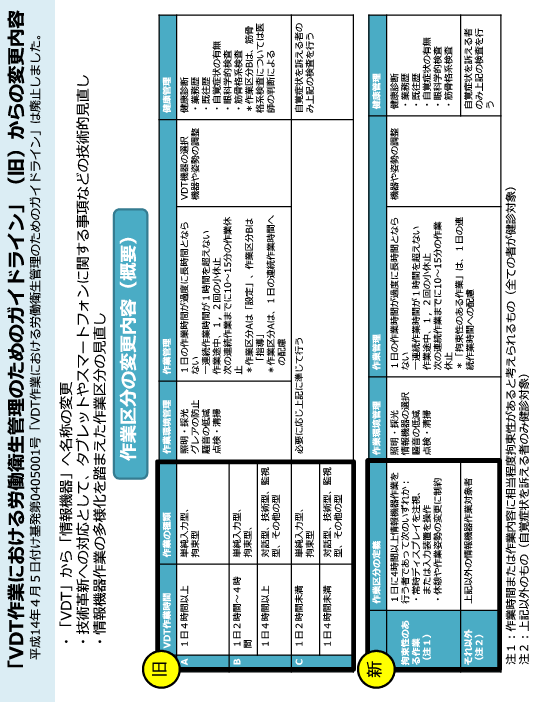 「VDT作業における労働衛生管理のためのガイドライン」（旧）からの変更内容
平成14年４月５日付け基発第0405001号「VDT作業における労働衛生管理のためのガイドライン」は廃止しました。
・「VDT」から「情報機器」へ名称の変更
・技術革新への対応として、タブレットやスマートフォンに関する事項などの技術的見直し
・情報機器作業の多様化を踏まえた作業区分の見直し
作業区分の変更内容（概要）
旧
VDT作業時間
作業の種類
作業環境管理
作業管理
健康管理
A
１日４時間以上
単純入力型、
拘束型
照明・採光
グレアの防止
騒音の低減
点検・清掃
１日の作業時間が過度に長時間となら
ない
一連続作業時間が１時間を超えない
作業途中、１，２回の小休止
次の連続作業までに10～15分の作業休
止
＊作業区分Aは「設定」、作業区分Bは
「指導」
＊作業区分Aは、１日の連続作業時間へ
の配慮
VDT機器の選択
機器や姿勢の調整
健康診断
・業務歴
・既往歴
・自覚症状の有無
・眼科学的検査
・筋骨格系検査
＊作業区分Bは、筋骨
格系検査については医
師の判断による
B
１日２時間～４時
間
単純入力型、
拘束型
１日４時間以上
対話型、技術型、監視
型、その他の型
C
１日２時間未満
単純入力型、
拘束型
必要に応じ上記に準じて行う
自覚症状を訴える者の
み上記の検査を行う
１日４時間未満
対話型、技術型、監視
型、その他の型
新
作業区分の定義
作業環境管理
作業管理
健康管理
拘束性のあ
る作業
（注１）
１日に４時間以上情報機器作業を
行う者であって次のいずれか：
・常時ディスプレイを注視、
または入力装置を操作
・休憩や作業姿勢の変更に制約
照明・採光
情報機器の選択
騒音の低減
点検・清掃
１日の作業時間が過度に長時間となら
ない
一連続作業時間が１時間を超えない
作業途中、１，２回の小休止
次の連続作業までに10～15分の作業
休止
＊「拘束性のある作業」は、１日の連
続作業時間への配慮
機器や姿勢の調整
健康診断
・業務歴
・既往歴
・自覚症状の有無
・眼科学的検査
・筋骨格系検査
それ以外
（注２）
上記以外の情報機器作業対象者
自覚症状を訴える者
のみ上記の検査を行
う
注１：作業時間または作業内容に相当程度拘束性があると考えられるもの（全ての者が健診対象）
注２：上記以外のもの（自覚症状を訴える者のみ健診対象）